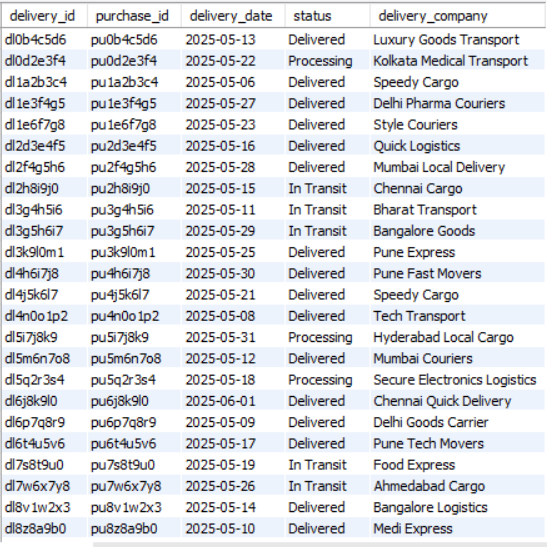 delivery_id purchase_id delivery_date status delivery_company
dl0b4c5d6 pu0b4c5d6 2025-05-13 Delivered Luxury Goods Transport
dl0d2e3f4 pu0d2e3f4 2025-05-22 Processing Kolkata Medical Transport
dl1a2b3c4 pu1a2b3c4 2025-05-06 Delivered Speedy Cargo
dl1e3f4g5 pu1e3f4g5 2025-05-27 Delivered Delhi Pharma Couriers
dl1e6f7g8 pu1e6f7g8 2025-05-23 Delivered Style Couriers
dl2d3e4f5 pu2d3e4f5 2025-05-16 Delivered Quick Logistics
dl2f4g5h6 pu2f4g5h6 2025-05-28 Delivered Mumbai Local Delivery
dl2h8i9j0 pu2h8i9j0 2025-05-15 In Transit Chennai Cargo
dl3g4h5i6 pu3g4h5i6 2025-05-11 In Transit Bharat Transport
dl3g5h6i7 pu3g5h6i7 2025-05-29 In Transit Bangalore Goods
dl3k9l0m1 pu3k9l0m1 2025-05-25 Delivered Pune Express
dl4h6i7j8 pu4h6i7j8 2025-05-30 Delivered Pune Fast Movers
dl4j5k6l7 pu4j5k6l7 2025-05-21 Delivered Speedy Cargo
dl4n0o1p2 pu4n0o1p2 2025-05-08 Delivered Tech Transport
dl5i7j8k9 pu5i7j8k9 2025-05-31 Processing Hyderabad Local Cargo
dl5m6n7o8 pu5m6n7o8 2025-05-12 Delivered Mumbai Couriers
dl5q2r3s4 pu5q2r3s4 2025-05-18 Processing Secure Electronics Logistics
dl6j8k9l0 pu6j8k9l0 2025-06-01 Delivered Chennai Quick Delivery
dl6p7q8r9 pu6p7q8r9 2025-05-09 Delivered Delhi Goods Carrier
dl6t4u5v6 pu6t4u5v6 2025-05-17 Delivered Pune Tech Movers
dl7s8t9u0 pu7s8t9u0 2025-05-19 In Transit Food Express
dl7w6x7y8 pu7w6x7y8 2025-05-26 In Transit Ahmedabad Cargo
dl8v1w2x3 pu8v1w2x3 2025-05-14 Delivered Bangalore Logistics
dl8z8a9b0 pu8z8a9b0 2025-05-10 Delivered Medi Express